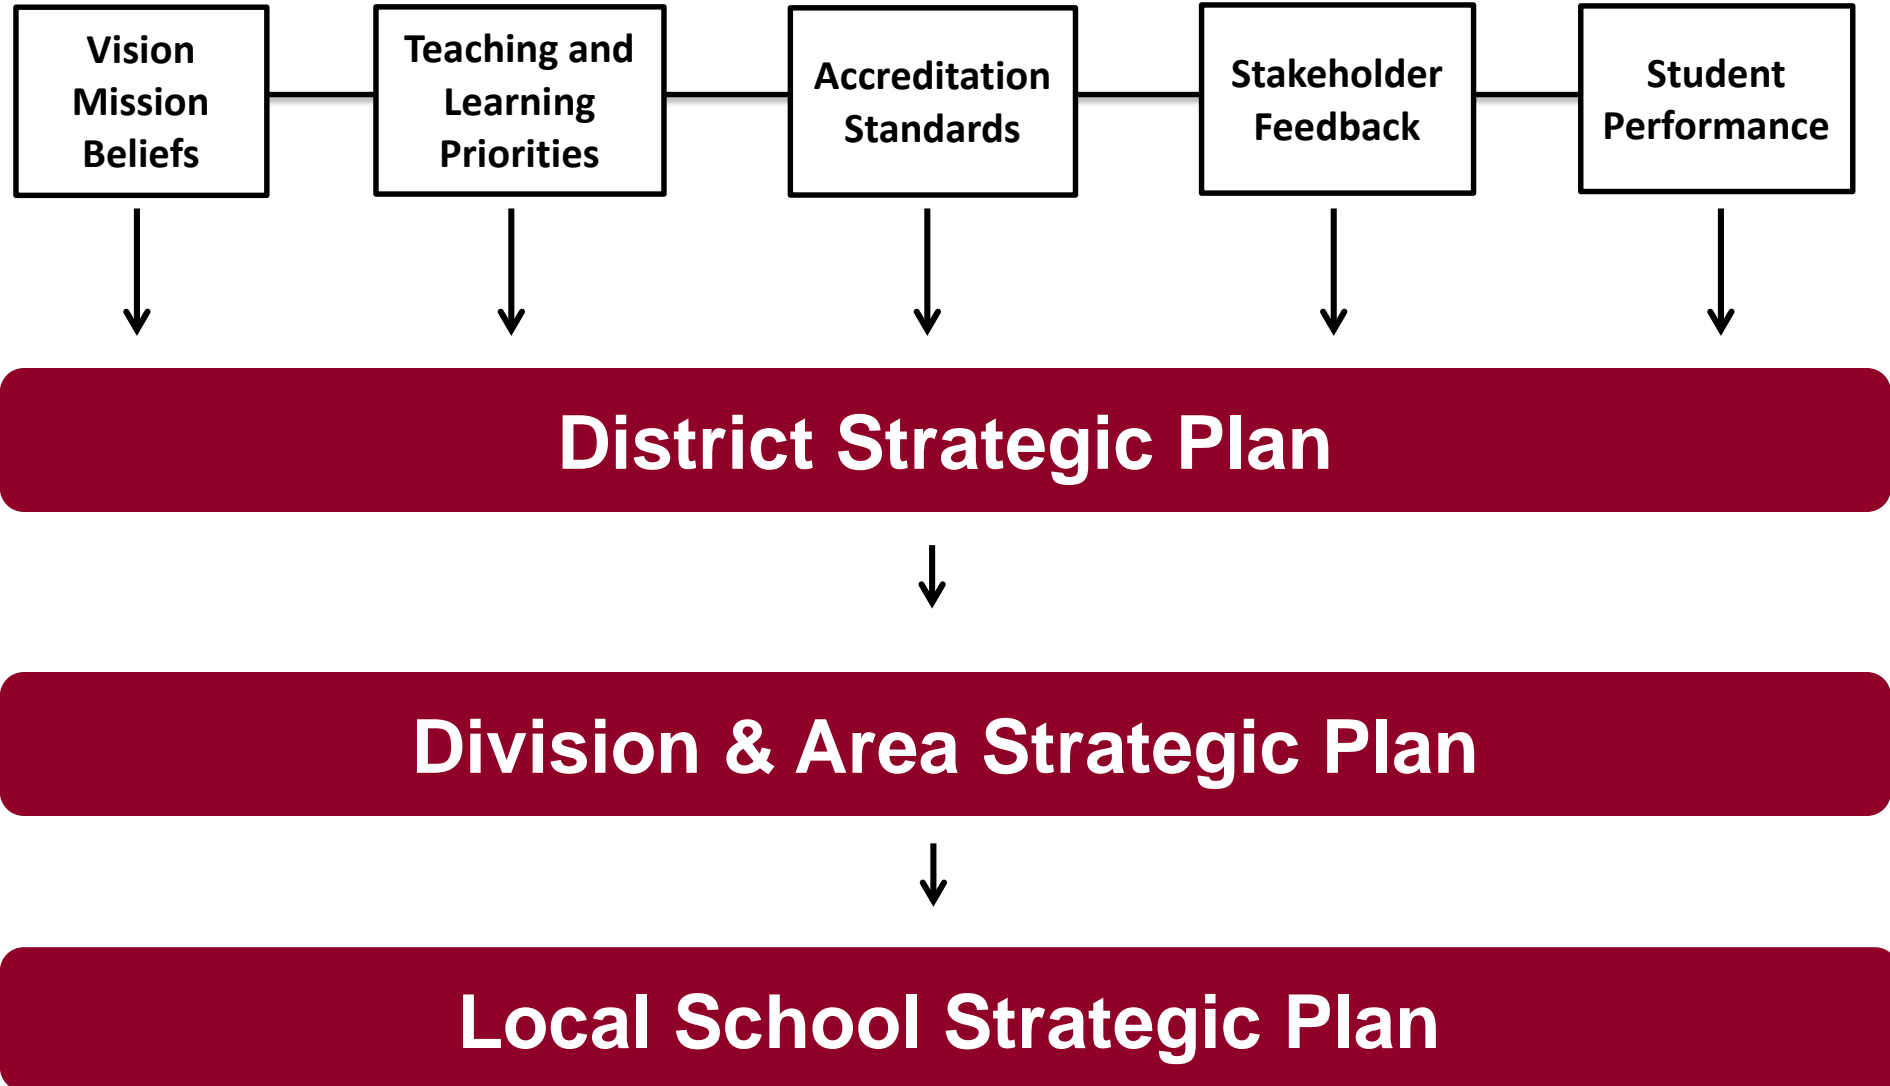 Vision
Mission
Beliefs
Teaching and
Learning
Priorities
Accreditation
Standards
Stakeholder
Feedback
Student
Performance
District Strategic Plan
Division & Area Strategic Plan
Local School Strategic Plan